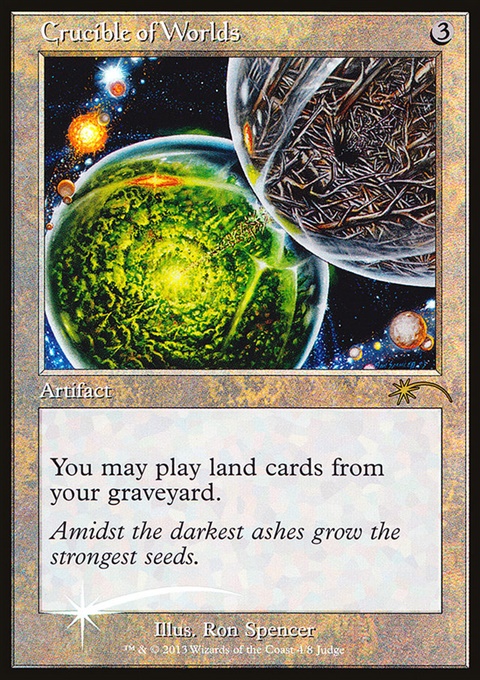 Crucible of Worlds
3
Artifact
You may play land cards from
your graveyard.
Amidst the darkest ashes grow the
strongest seeds.
Illus. Ron Spencer
™ & © 2013 Wizards of the Coast 4/8 Judge